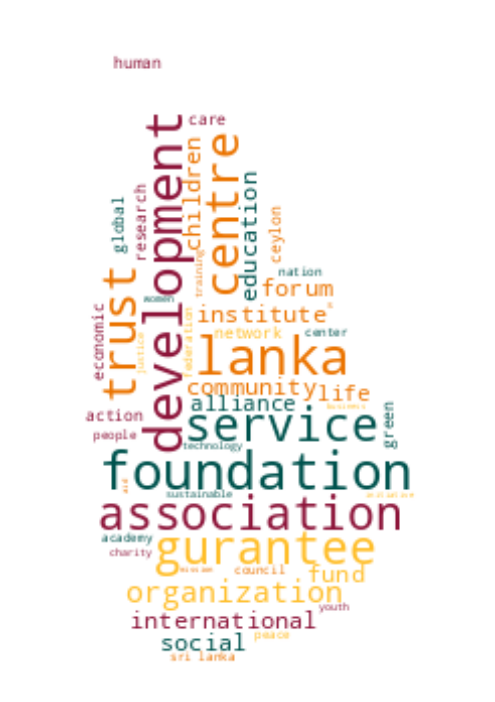 human
care
development
children
centre
education
research
global
ceylon
training
nation
trust
women
forum
economic
federation
institute
justice
network
center
lanka
community
life
alliance
action
service
green
people
technology
foundation
aid
sustainable
initiative
association
academy
charity
gurantee
mission
council
fund
organization
youth
international
peace
social
sri lanka